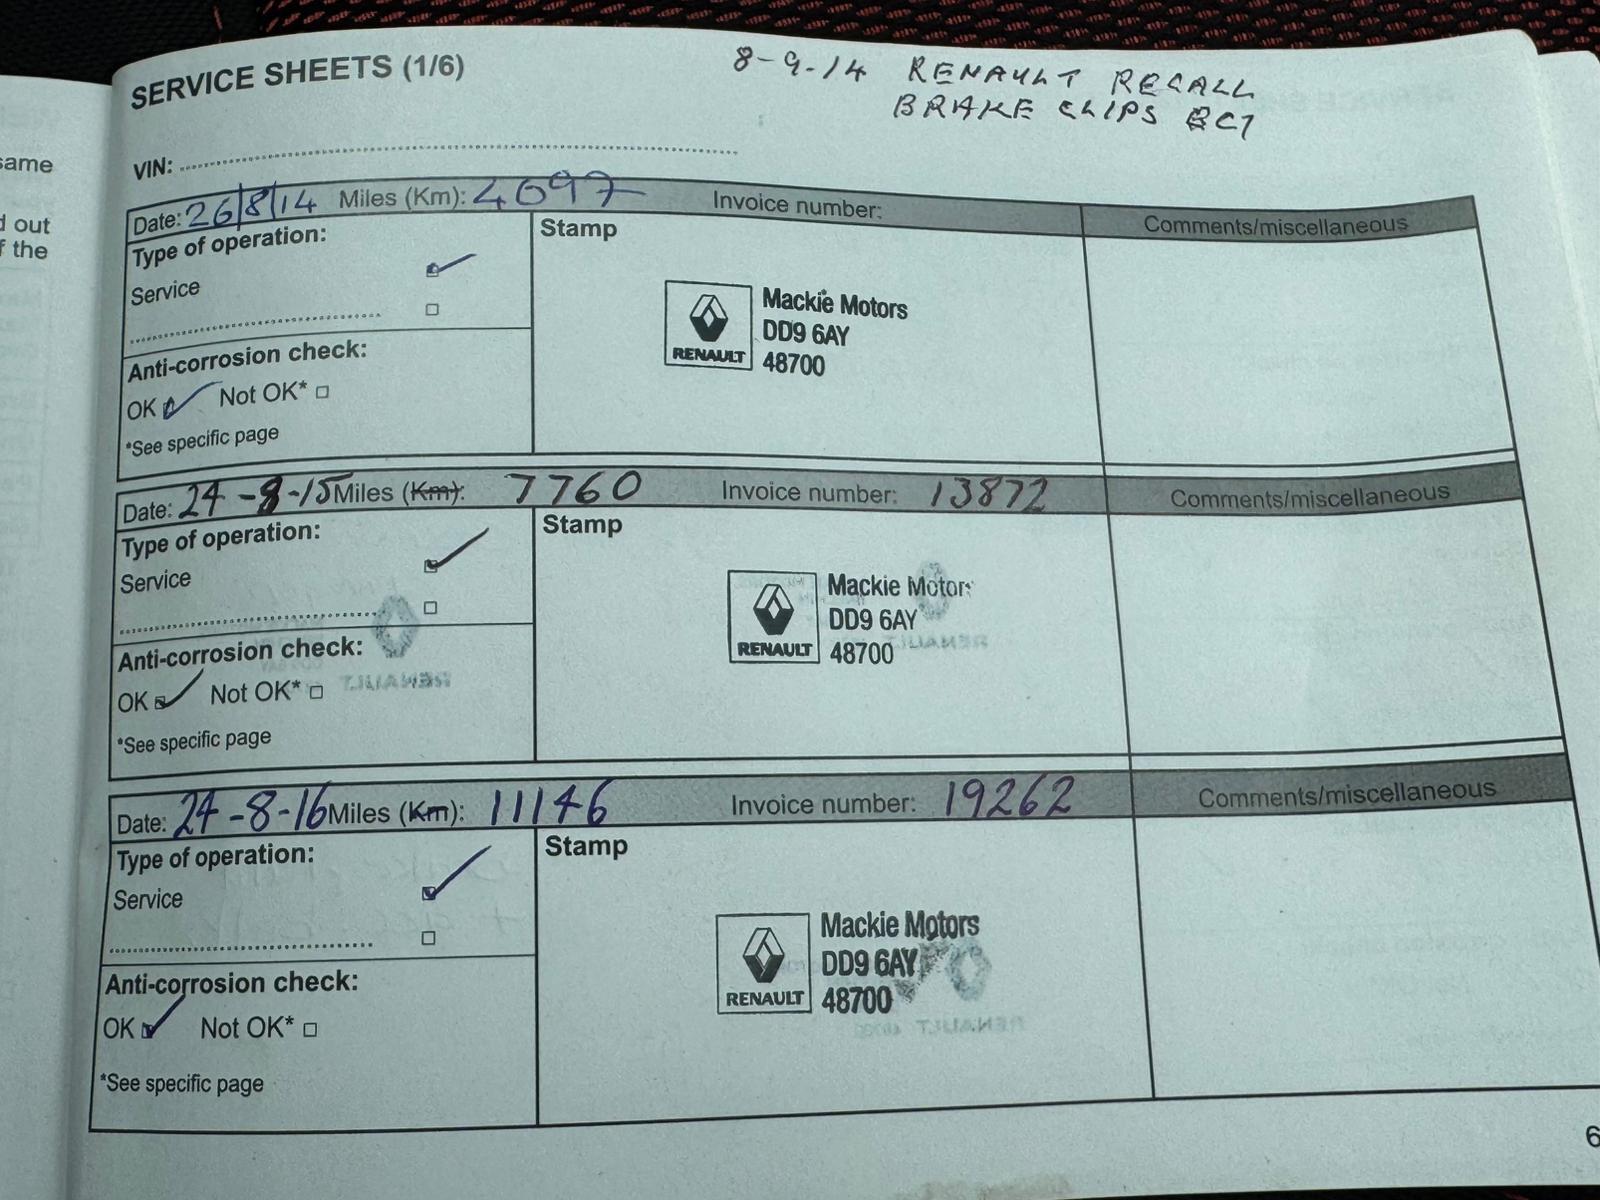 SERVICE SHEETS (1/6)
8-9-14 RENAULT RECALL
BRAKE CLIPS
VIN:
same
d out
f the
Date: 26/8/14 Miles (Km): 4097 Invoice number: Comments/miscellaneous
Type of operation:
Service
Stamp
Mackie Motors
DD9 6AY
48700
RENAULT
Anti-corrosion check:
OK Not OK*
*See specific page
Date: 24-8-15 Miles (Km): 7760 Invoice number: 13872 Comments/miscellaneous
Type of operation:
Service
Stamp
Mackie Motors
DD9 6AY
48700
RENAULT
Anti-corrosion check:
OK Not OK*
*See specific page
Date: 24-8-16 Miles (Km): 11146 Invoice number: 19262 Comments/miscellaneous
Type of operation:
Service
Stamp
Mackie Motors
DD9 6AY
48700
RENAULT
Anti-corrosion check:
OK Not OK*
*See specific page
6